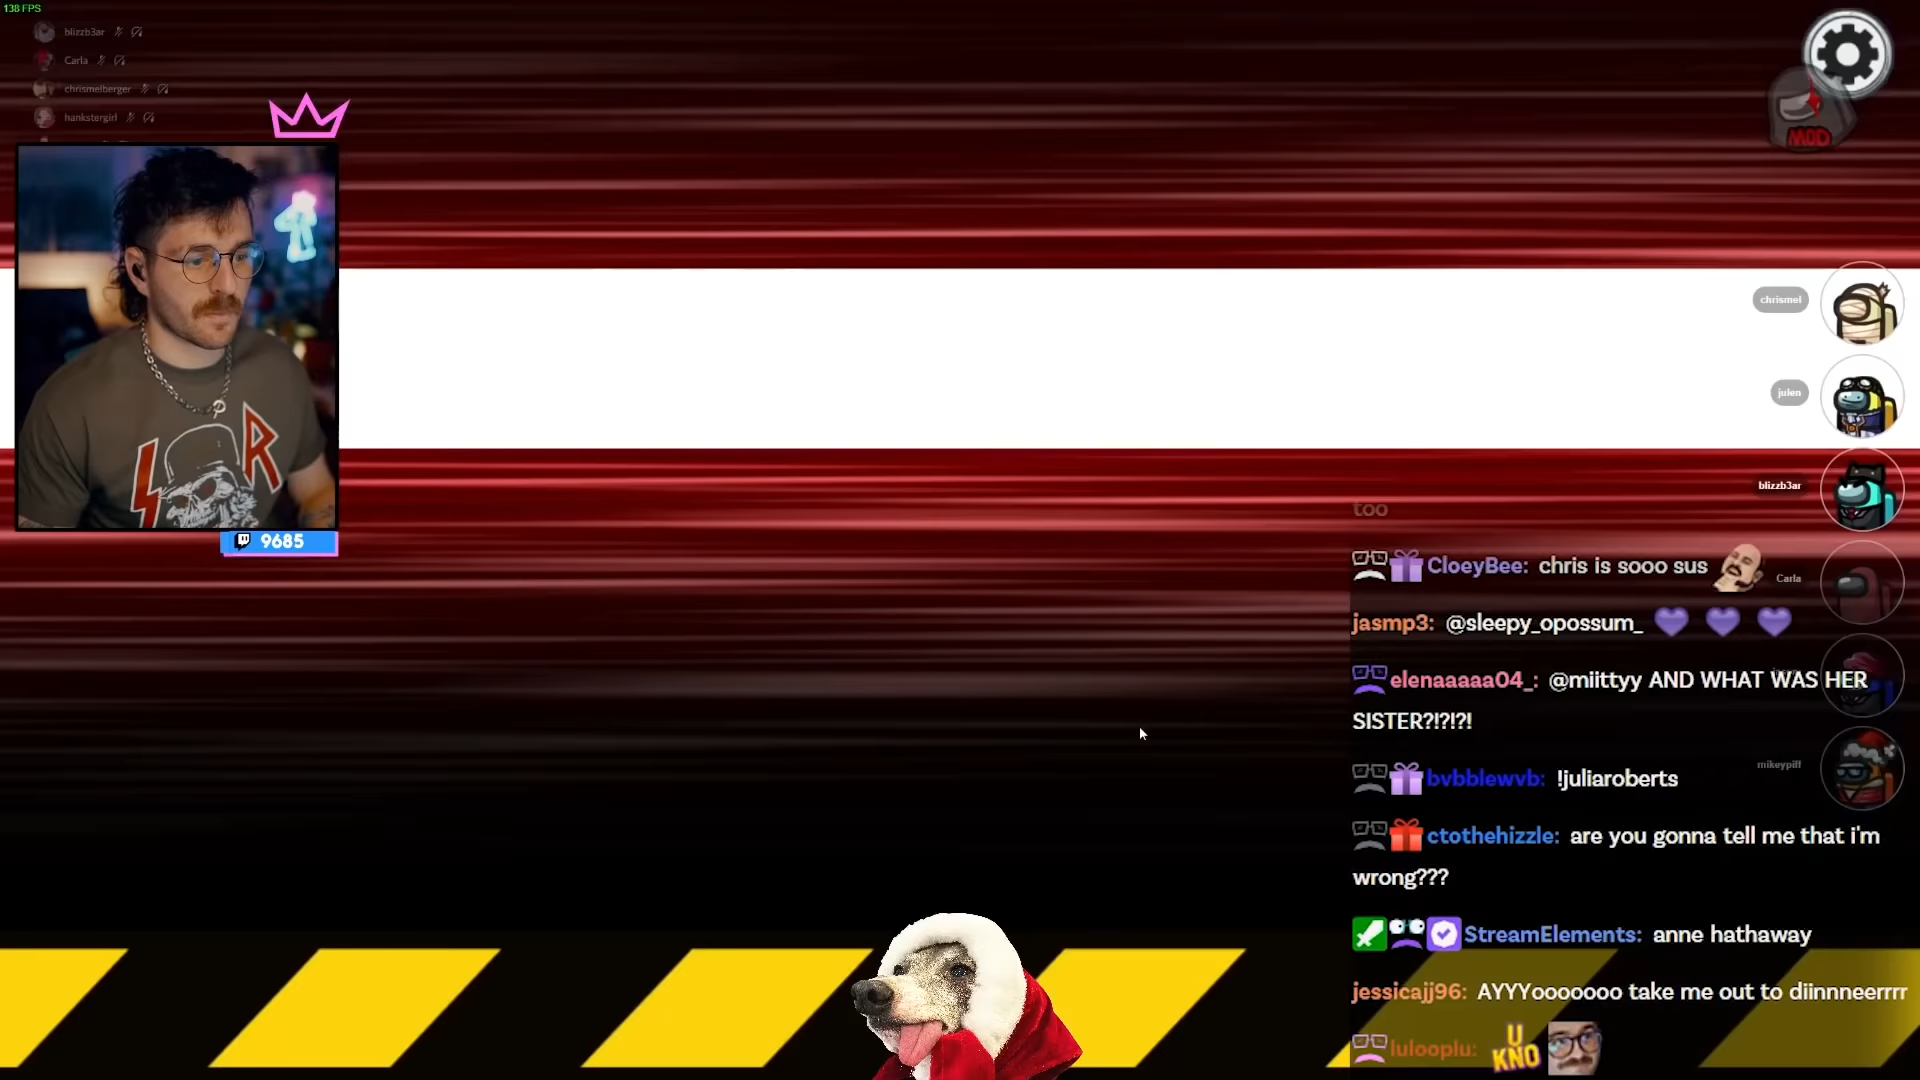 138 FPS
blizzb3ar
Carla
chrismelberger
hankstergirl
MOD
chrismel
julen
S R
9685
blizzb3ar
too
CloeyBee: chris is sooo sus
Carla
jasmp3: @sleepy_opossum_
elenaaaaa04_: @miittyy AND WHAT WAS HER
SISTER?!?!?!
bvbblewvb: !juliaroberts
mikeypiff
ctothehizzle: are you gonna tell me that i'm
wrong???
StreamElements: anne hathaway
jessicajj96: AYYYooooooo take me out to diinnneerrrr
lulooplu: U KNO